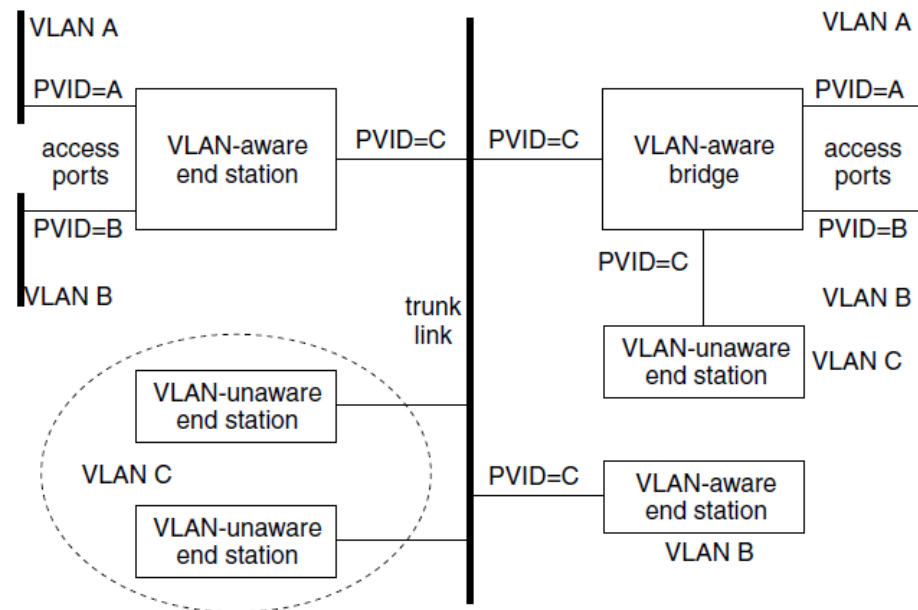 VLAN A
VLAN A
PVID=A
PVID=A
access
ports
VLAN-aware
end station
PVID=C
PVID=C
VLAN-aware
bridge
access
ports
PVID=B
PVID=B
PVID=C
VLAN B
VLAN B
trunk
link
VLAN-unaware
end station
VLAN C
VLAN-unaware
end station
VLAN C
PVID=C
VLAN-aware
end station
VLAN-unaware
end station
VLAN B